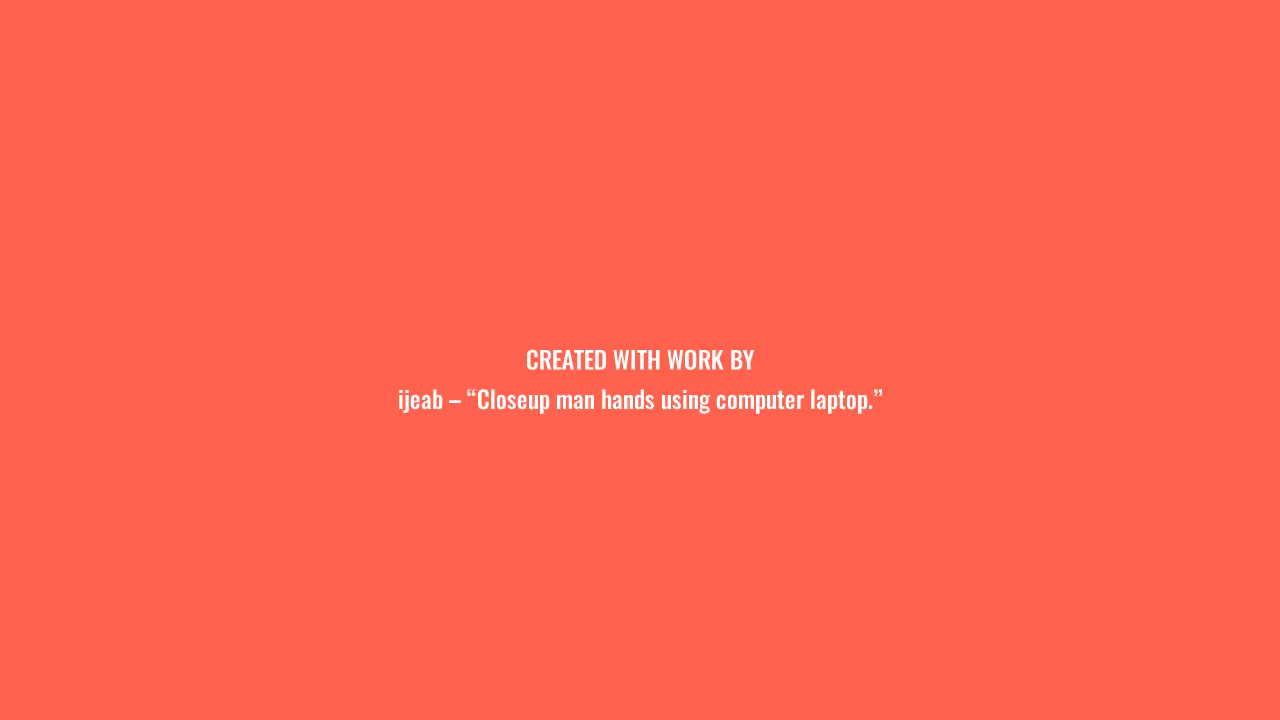 CREATED WITH WORK BY
ijeab – “Closeup man hands using computer laptop.”